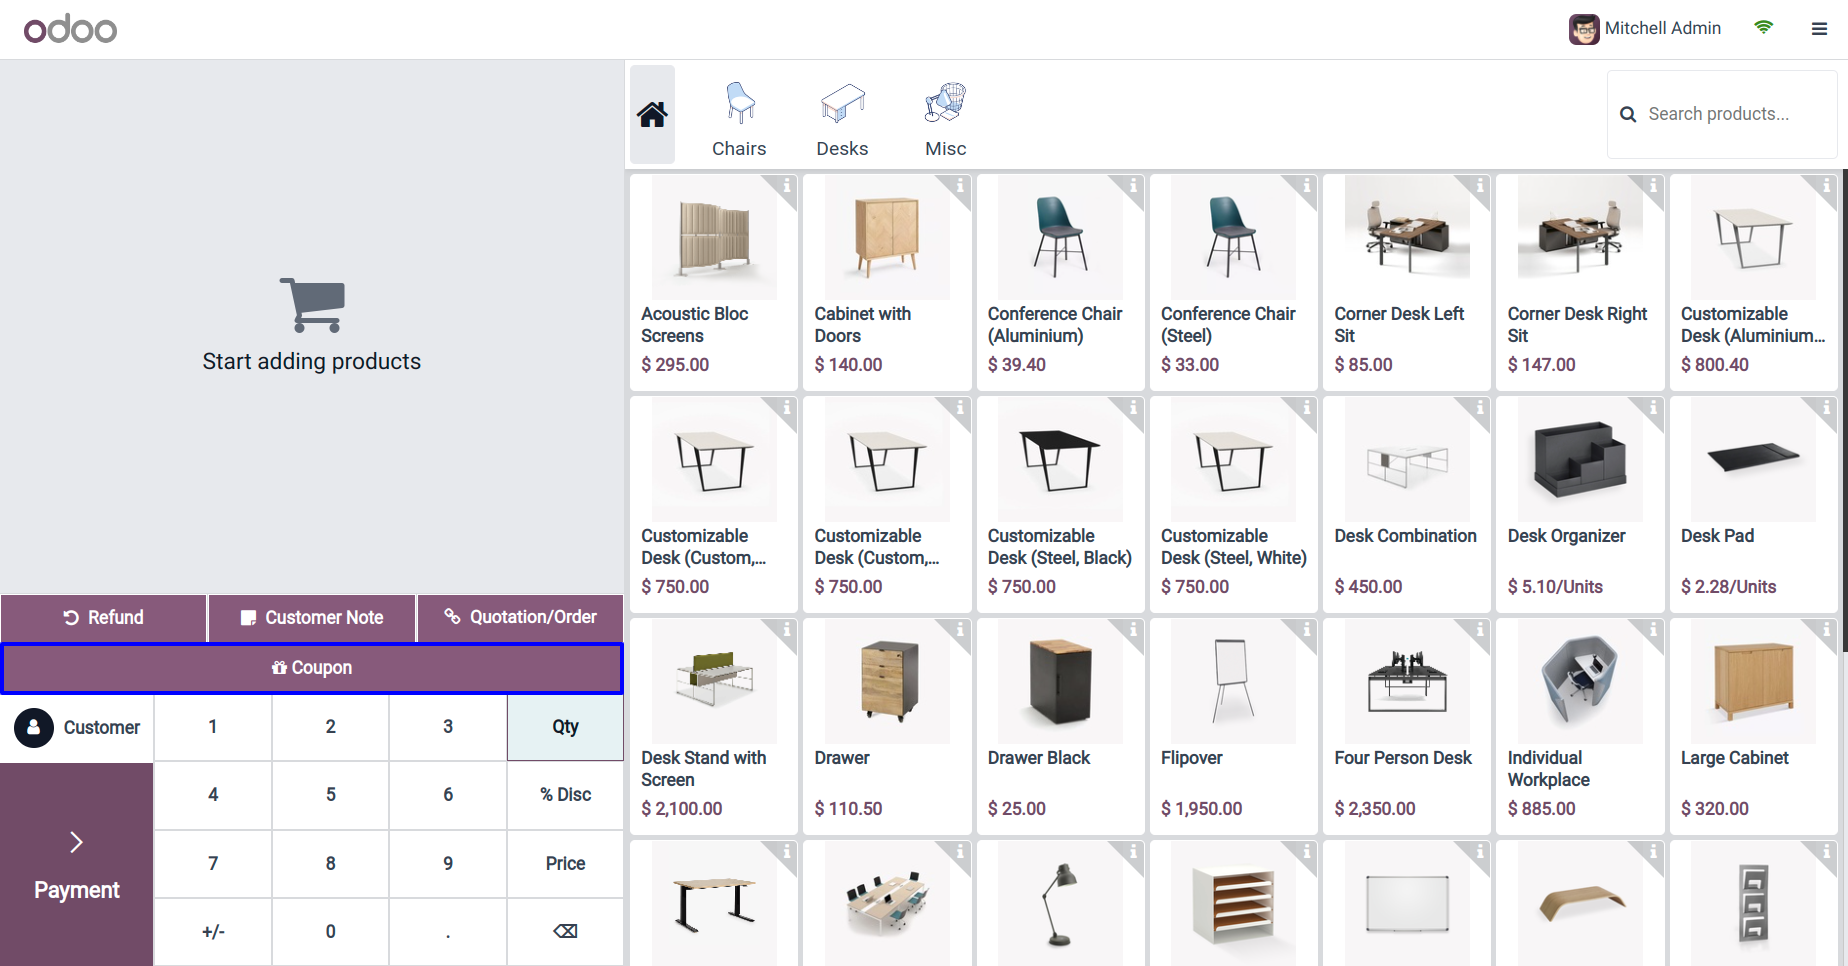 odoo
Mitchell Admin
Chairs
Desks
Misc
Search products...
Start adding products
Acoustic Bloc
Screens
$ 295.00
Cabinet with
Doors
$ 140.00
Conference Chair
(Aluminium)
$ 39.40
Conference Chair
(Steel)
$ 33.00
Corner Desk Left
Sit
$ 85.00
Corner Desk Right
Sit
$ 147.00
Customizable
Desk (Aluminium...
$ 800.40
Customizable
Desk (Custom,...
$ 750.00
Customizable
Desk (Custom,...
$ 750.00
Customizable
Desk (Steel, Black)
$ 750.00
Customizable
Desk (Steel, White)
$ 750.00
Desk Combination
$ 450.00
Desk Organizer
$ 5.10/Units
Desk Pad
$ 2.28/Units
Desk Stand with
Screen
$ 2,100.00
Drawer
$ 110.50
Drawer Black
$ 25.00
Flipover
$ 1,950.00
Four Person Desk
$ 2,350.00
Individual
Workplace
$ 885.00
Large Cabinet
$ 320.00
Refund
Customer Note
Quotation/Order
Coupon
Customer
1
2
3
Qty
4
5
6
% Disc
7
8
9
Price
Payment
+/-
0
.